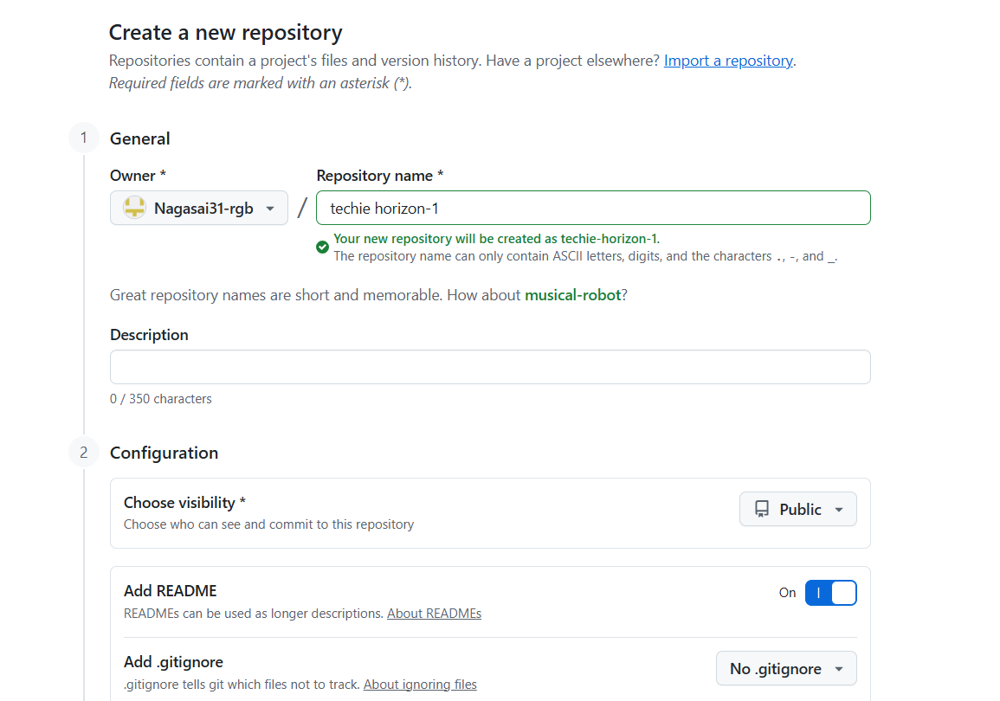 Create a new repository
Repositories contain a project's files and version history. Have a project elsewhere? Import a repository.
Required fields are marked with an asterisk (*).
1 General
Owner * Repository name *
Nagasai31-rgb / techie horizon-1
Your new repository will be created as techie-horizon-1.
The repository name can only contain ASCII letters, digits, and the characters ., -, and _.
Great repository names are short and memorable. How about musical-robot?
Description
0 / 350 characters
2 Configuration
Choose visibility *
Choose who can see and commit to this repository
Public
Add README
READMEs can be used as longer descriptions. About READMEs
On
Add .gitignore
.gitignore tells git which files not to track. About ignoring files
No .gitignore